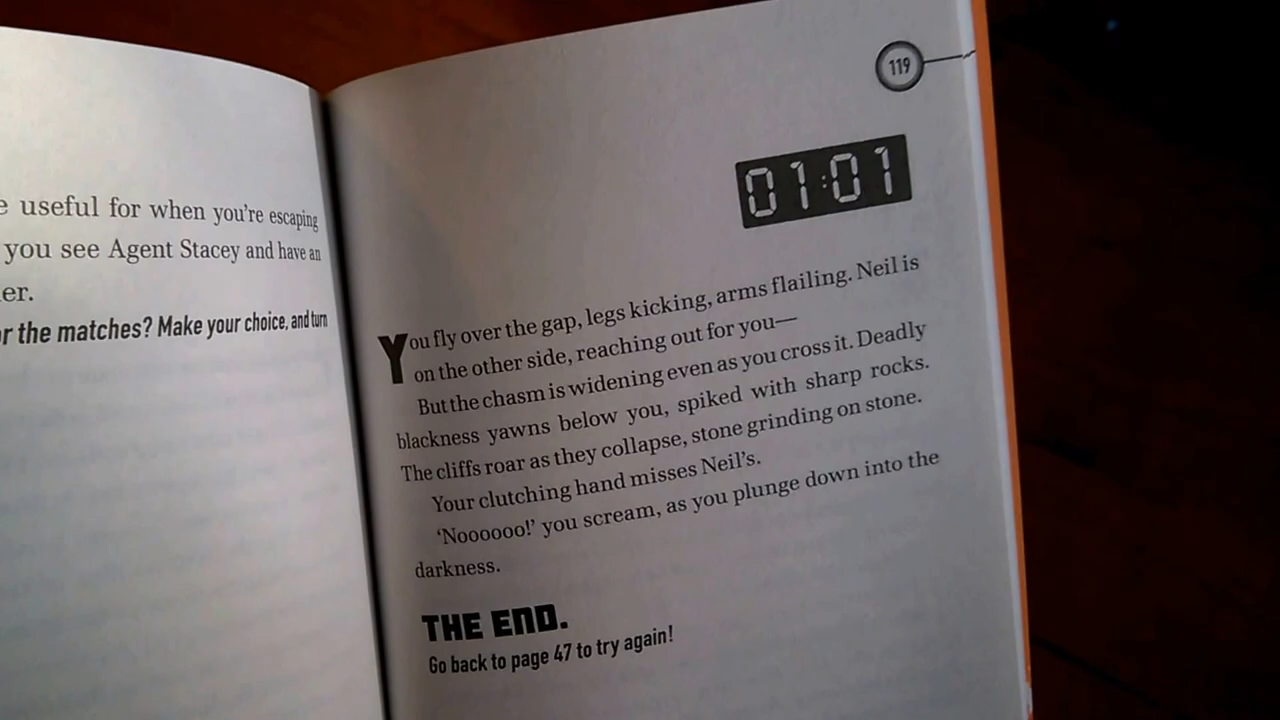 e useful for when you're escaping
you see Agent Stacey and have an
er.
r the matches? Make your choice, and turn
119
01:01
You fly over the gap, legs kicking, arms flailing. Neil is
on the other side, reaching out for you—
But the chasm is widening even as you cross it. Deadly
blackness yawns below you, spiked with sharp rocks.
The cliffs roar as they collapse, stone grinding on stone.
Your clutching hand misses Neil's.
‘Noooooo!’ you scream, as you plunge down into the
darkness.
THE END.
Go back to page 47 to try again!